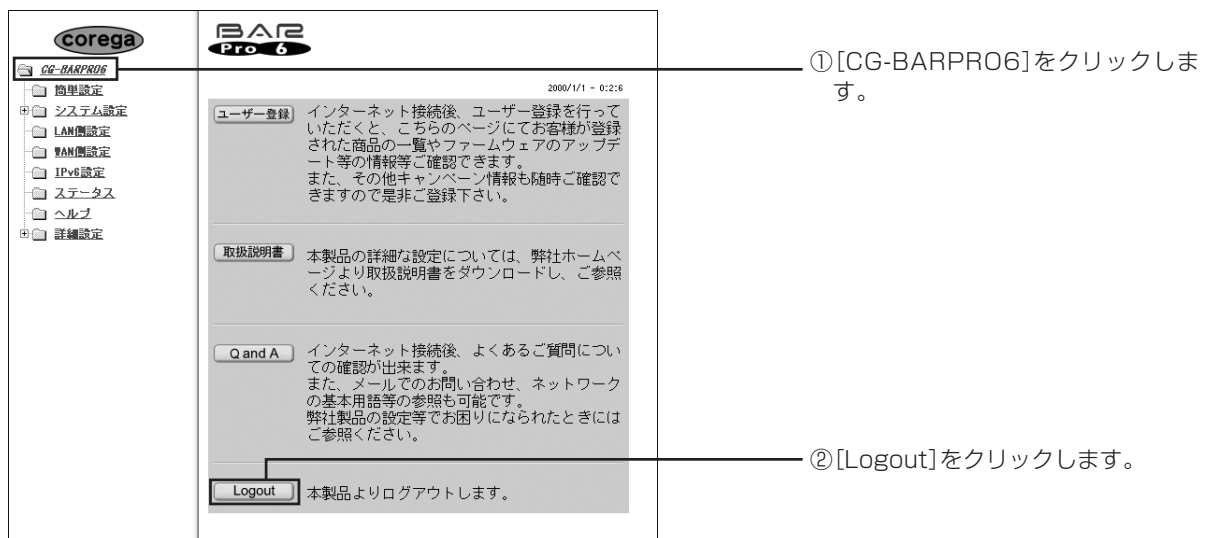 corega
CG-BARPRO6
簡単設定
システム設定
LAN側設定
WAN側設定
IPv6設定
ステータス
ヘルプ
詳細設定
BAR
Pro 6
2000/1/1 - 0:2:6
ユーザー登録
インターネット接続後、ユーザー登録を行って
いただくと、こちらのページにてお客様が登録
された商品の一覧やファームウェアのアップデ
ート等の情報等ご確認できます。
また、その他キャンペーン情報も随時ご確認で
きますので是非ご登録下さい。
取扱説明書
本製品の詳細な設定については、弊社ホームペ
ージより取扱説明書をダウンロードし、ご参照
ください。
Q and A
インターネット接続後、よくあるご質問につい
ての確認が出来ます。
また、メールでのお問い合わせ、ネットワーク
の基本用語等の参照も可能です。
弊社製品の設定等でお困りになられたときには
ご参照ください。
Logout
本製品よりログアウトします。
①[CG-BARPRO6]をクリックしま
す。
②[Logout]をクリックします。